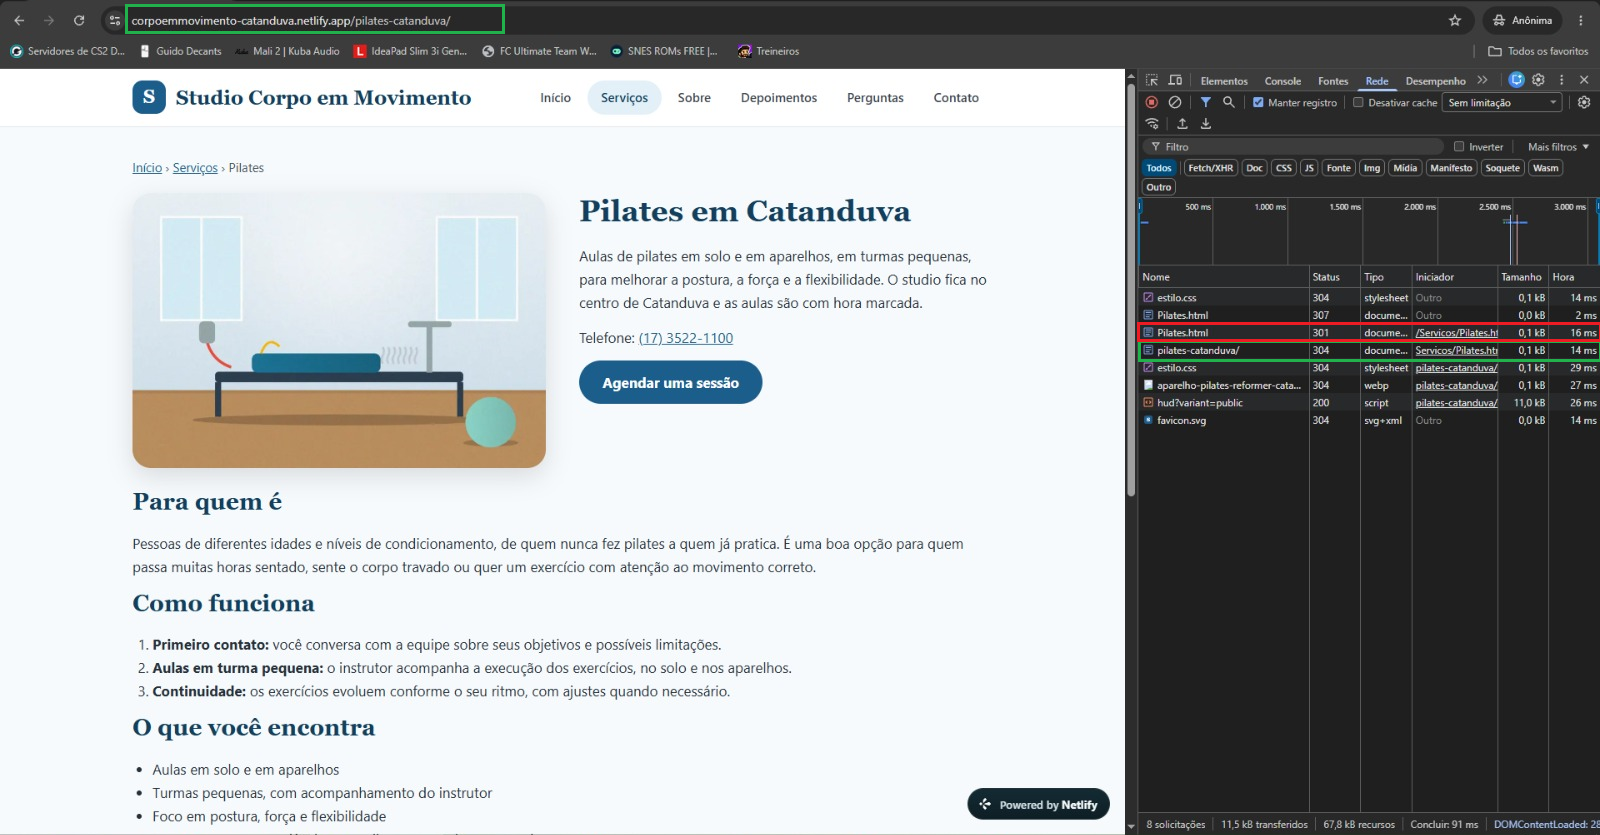 corpoemmovimento-catanduva.netlify.app/pilates-catanduva/
Anônima
Servidores de CS2 D...
Guido Decants
Mali 2 | Kuba Audio
IdeaPad Slim 3i Gen...
FC Ultimate Team W...
SNES ROMs FREE |...
Treineiros
Todos os favoritos
S Studio Corpo em Movimento
Início Serviços Sobre Depoimentos Perguntas Contato
Início › Serviços › Pilates
Pilates em Catanduva
Aulas de pilates em solo e em aparelhos, em turmas pequenas,
para melhorar a postura, a força e a flexibilidade. O studio fica no
centro de Catanduva e as aulas são com hora marcada.
Telefone: (17) 3522-1100
Agendar uma sessão
Para quem é
Pessoas de diferentes idades e níveis de condicionamento, de quem nunca fez pilates a quem já pratica. É uma boa opção para quem
passa muitas horas sentado, sente o corpo travado ou quer um exercício com atenção ao movimento correto.
Como funciona
1. Primeiro contato: você conversa com a equipe sobre seus objetivos e possíveis limitações.
2. Aulas em turma pequena: o instrutor acompanha a execução dos exercícios, no solo e nos aparelhos.
3. Continuidade: os exercícios evoluem conforme o seu ritmo, com ajustes quando necessário.
O que você encontra
• Aulas em solo e em aparelhos
• Turmas pequenas, com acompanhamento do instrutor
• Foco em postura, força e flexibilidade
Powered by Netlify
Elementos Console Fontes Rede Desempenho
Manter registro Desativar cache Sem limitação
Filtro Inverter Mais filtros
Todos Fetch/XHR Doc CSS JS Fonte Img Mídia Manifesto Soquete Wasm
Outro
500 ms 1.000 ms 1.500 ms 2.000 ms 2.500 ms 3.000 ms
Nome Status Tipo Iniciador Tamanho Hora
estilo.css 304 stylesheet Outro 0,1 kB 14 ms
Pilates.html 307 docume... Outro 0,0 kB 2 ms
Pilates.html 301 docume... /Servicos/Pilates.ht 0,1 kB 16 ms
pilates-catanduva/ 304 docume... Servicos/Pilates.htı 0,1 kB 14 ms
estilo.css 304 stylesheet pilates-catanduva/ 29 ms 0,1 kB
aparelho-pilates-reformer-cata... 304 webp pilates-catanduva/ 0,1 kB 27 ms
hud?variant=public 200 script pilates-catanduva/ 11,0 kB 26 ms
favicon.svg 304 svg+xml Outro 0,0 kB 14 ms
8 solicitações 11,5 kB transferidos 67,8 kB recursos Concluir: 91 ms DOMContentLoaded: 28